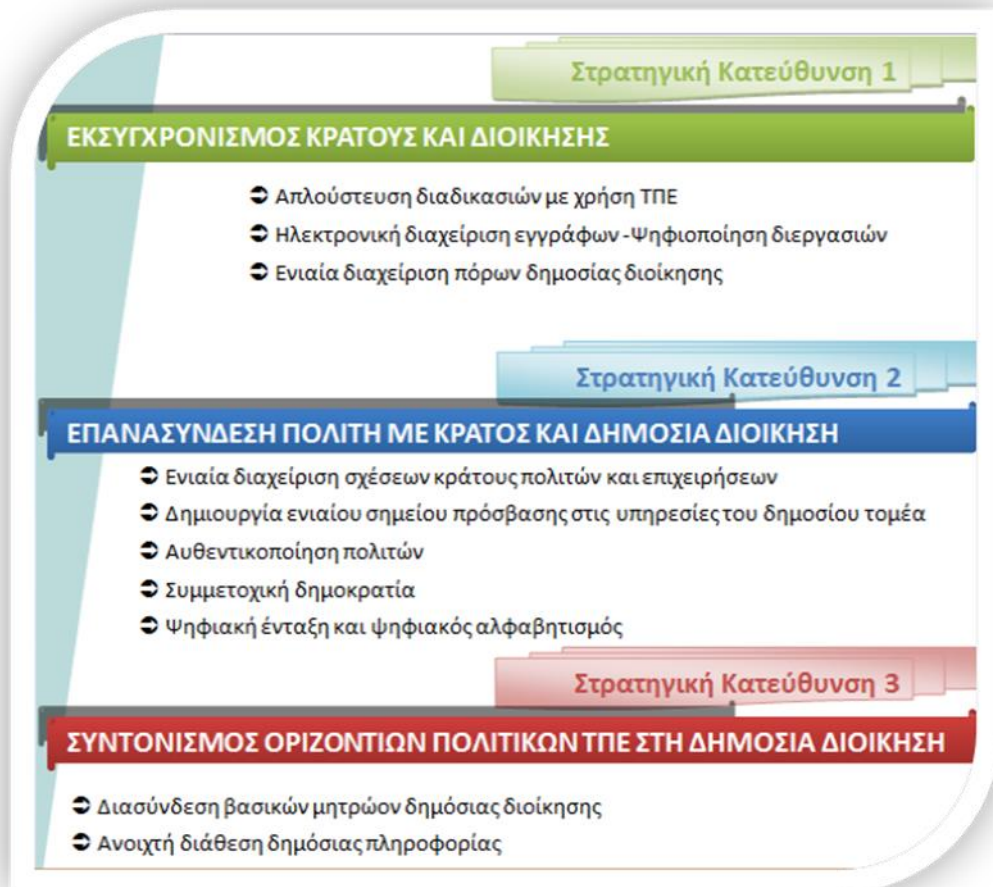 Στρατηγική Κατεύθυνση 1
ΕΚΣΥΓΧΡΟΝΙΣΜΟΣ ΚΡΑΤΟΥΣ ΚΑΙ ΔΙΟΙΚΗΣΗΣ
➲ Απλούστευση διαδικασιών με χρήση ΤΠΕ
➲ Ηλεκτρονική διαχείριση εγγράφων -Ψηφιοποίηση διεργασιών
➲ Ενιαία διαχείριση πόρων δημοσίας διοίκησης
Στρατηγική Κατεύθυνση 2
ΕΠΑΝΑΣΥΝΔΕΣΗ ΠΟΛΙΤΗ ΜΕ ΚΡΑΤΟΣ ΚΑΙ ΔΗΜΟΣΙΑ ΔΙΟΙΚΗΣΗ
➲ Ενιαία διαχείριση σχέσεων κράτους πολιτών και επιχειρήσεων
➲ Δημιουργία ενιαίου σημείου πρόσβασης στις υπηρεσίες του δημοσίου τομέα
➲ Αυθεντικοποίηση πολιτών
➲ Συμμετοχική δημοκρατία
➲ Ψηφιακή ένταξη και ψηφιακός αλφαβητισμός
Στρατηγική Κατεύθυνση 3
ΣΥΝΤΟΝΙΣΜΟΣ ΟΡΙΖΟΝΤΙΩΝ ΠΟΛΙΤΙΚΩΝ ΤΠΕ ΣΤΗ ΔΗΜΟΣΙΑ ΔΙΟΙΚΗΣΗ
➲ Διασύνδεση βασικών μητρώον δημόσιας διοίκησης
➲ Ανοιχτή διάθεση δημόσιας πληροφορίας